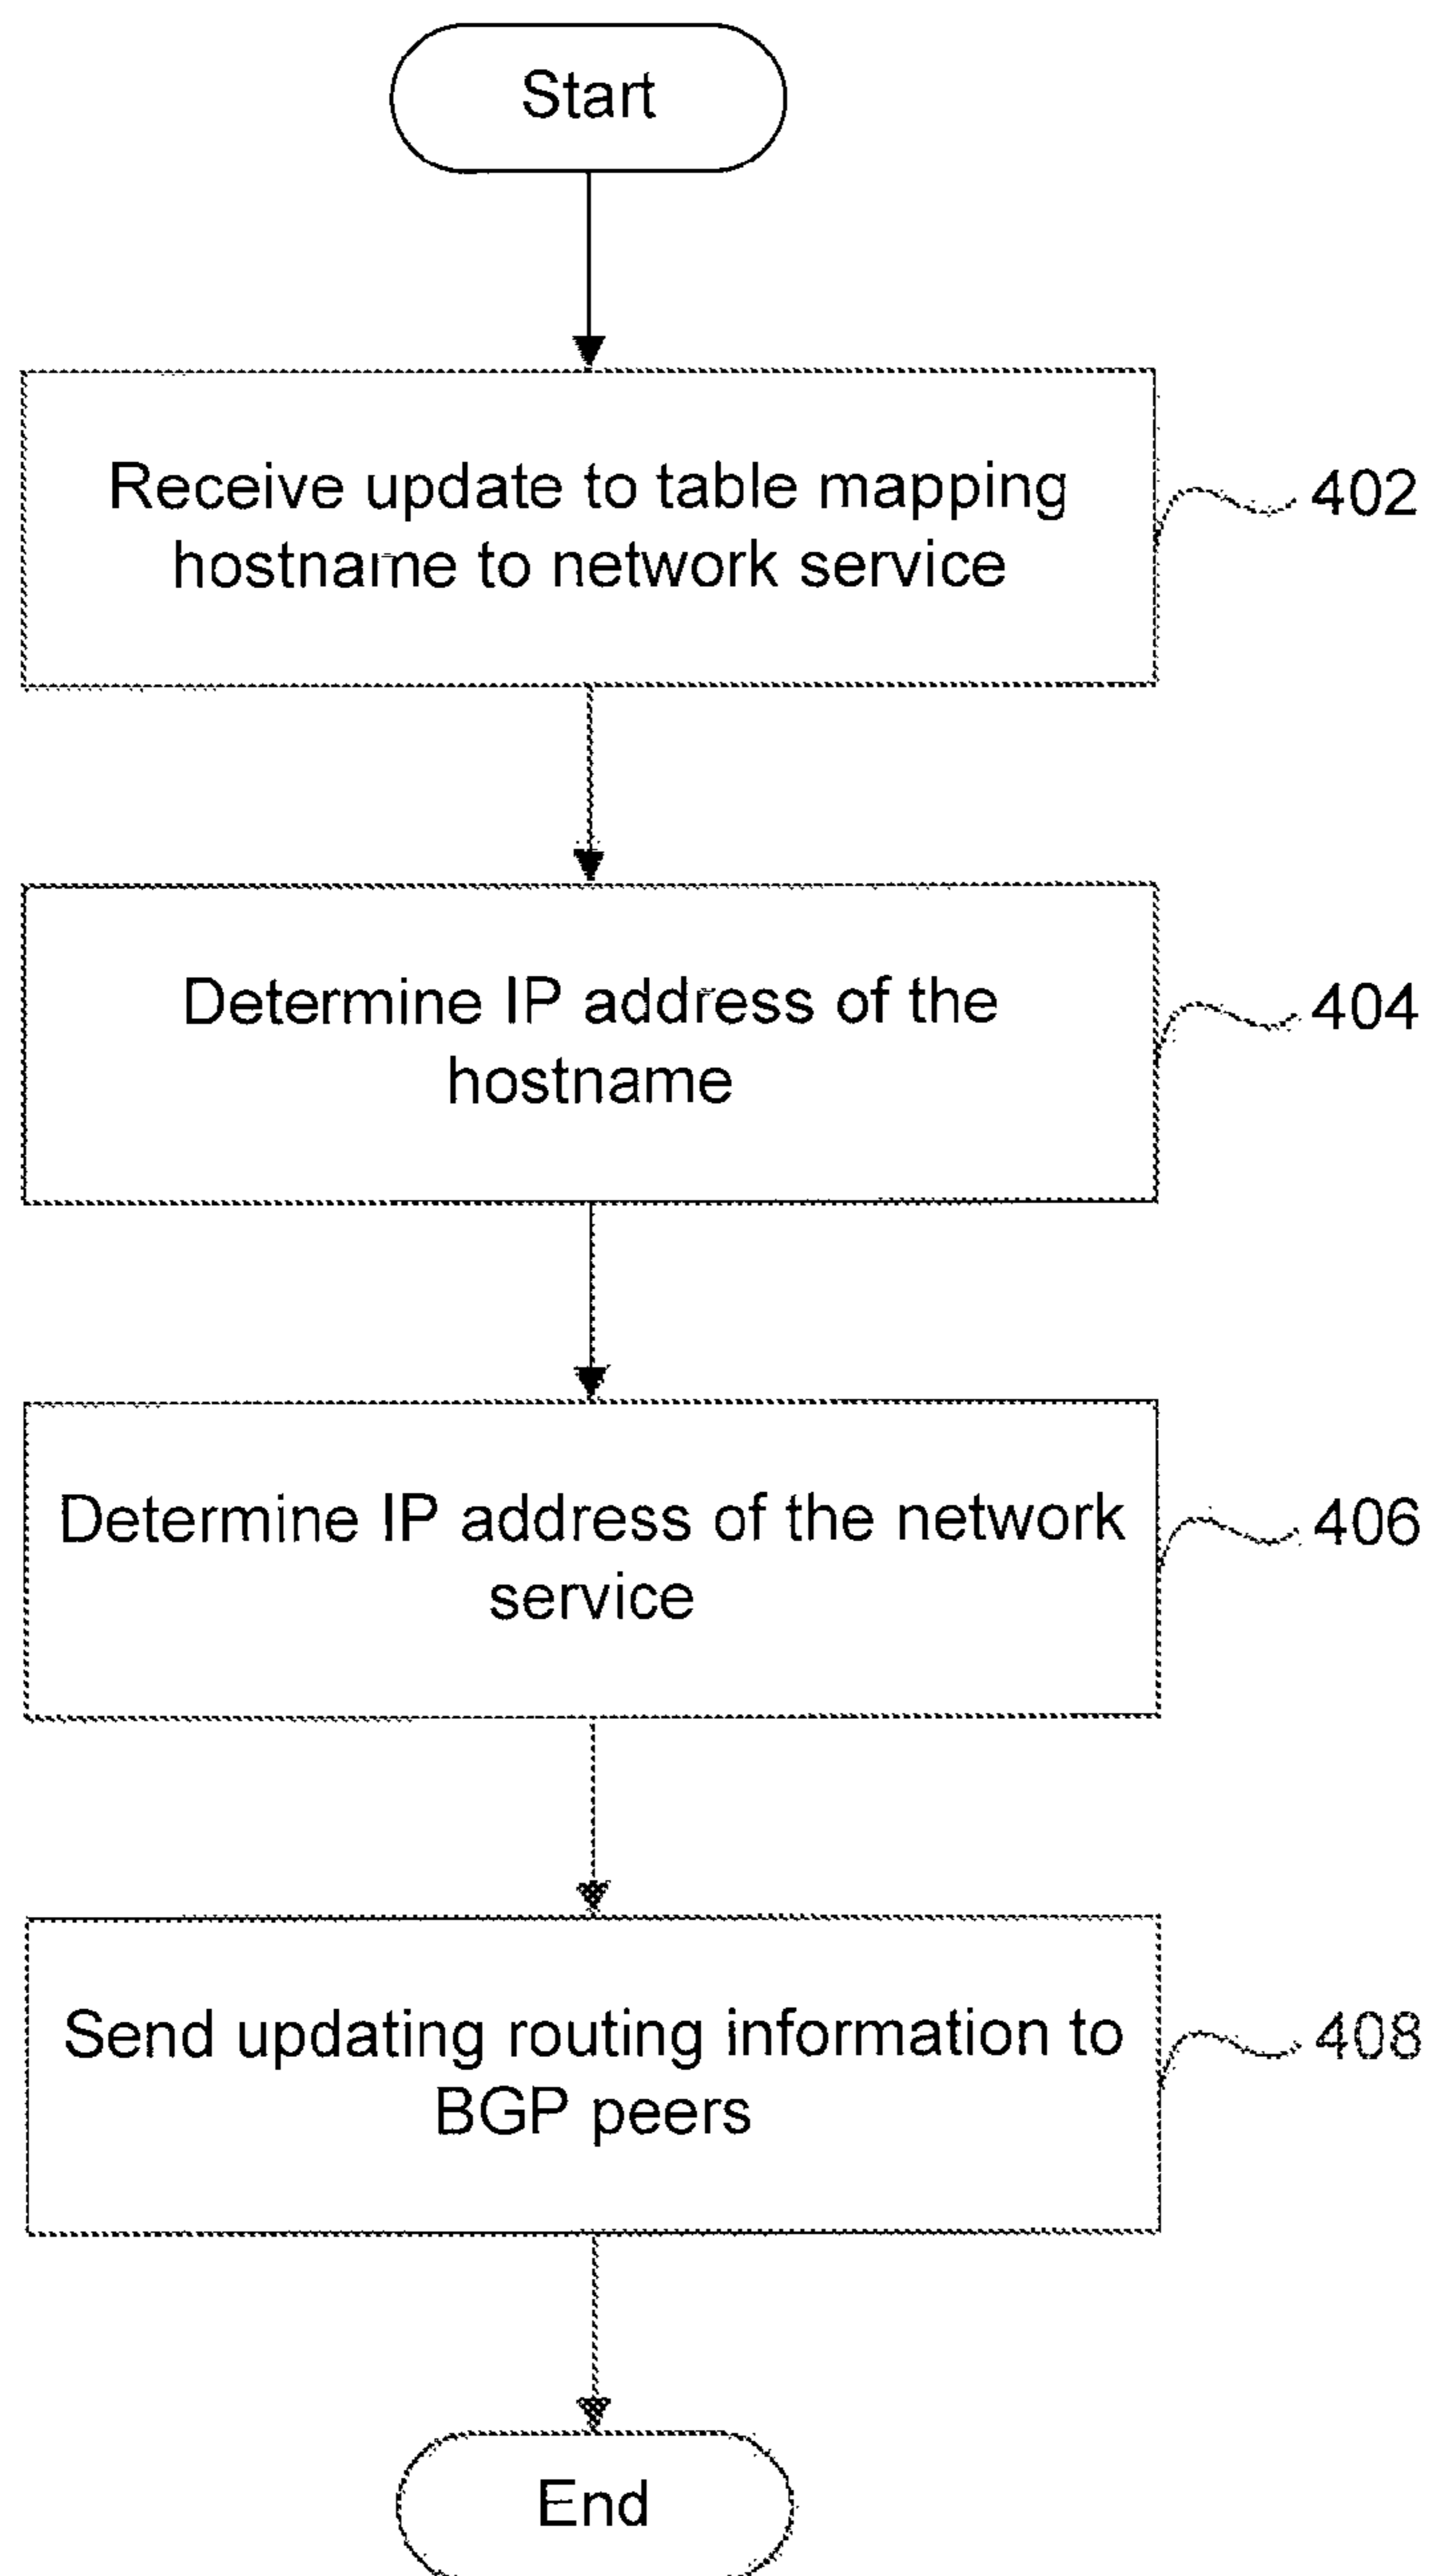 Start
Receive update to table mapping
hostname to network service
402
Determine IP address of the
hostname
404
Determine IP address of the network
service
406
Send updating routing information to
BGP peers
408
End